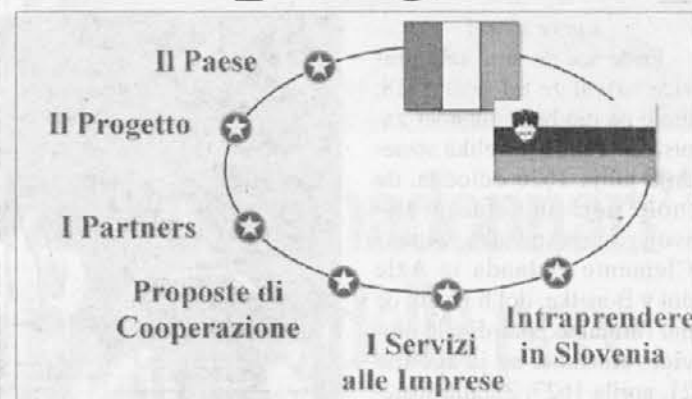 Il Paese
Il Progetto
I Partners
Proposte di
Cooperazione
I Servizi
alle Imprese
Intraprendere
in Slovenia